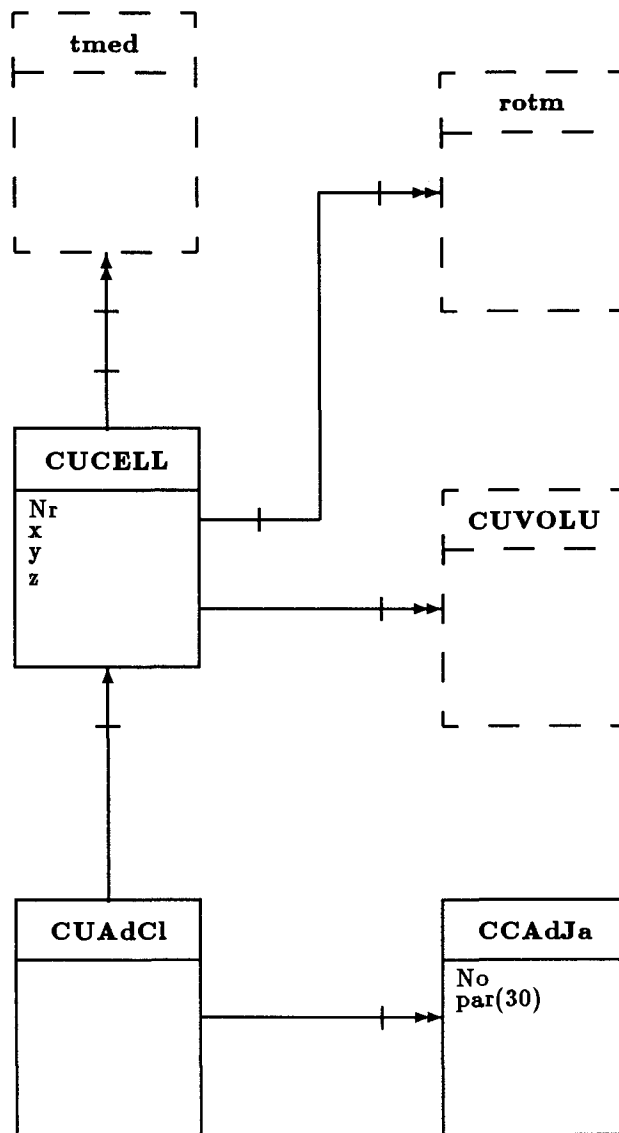 tmed
rotm
CUCELL
Nr
x
y
z
CUVOLU
CUAdCl
CCAdJa
No
par(30)